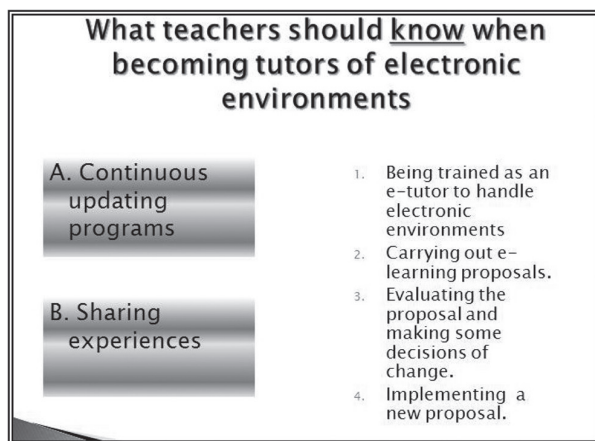 What teachers should know when
becoming tutors of electronic
environments
A. Continuous
updating
programs
B. Sharing
experiences
1. Being trained as an
e-tutor to handle
electronic
environments
2. Carrying out e-
learning proposals.
3. Evaluating the
proposal and
making some
decisions of
change.
4. Implementing a
new proposal.